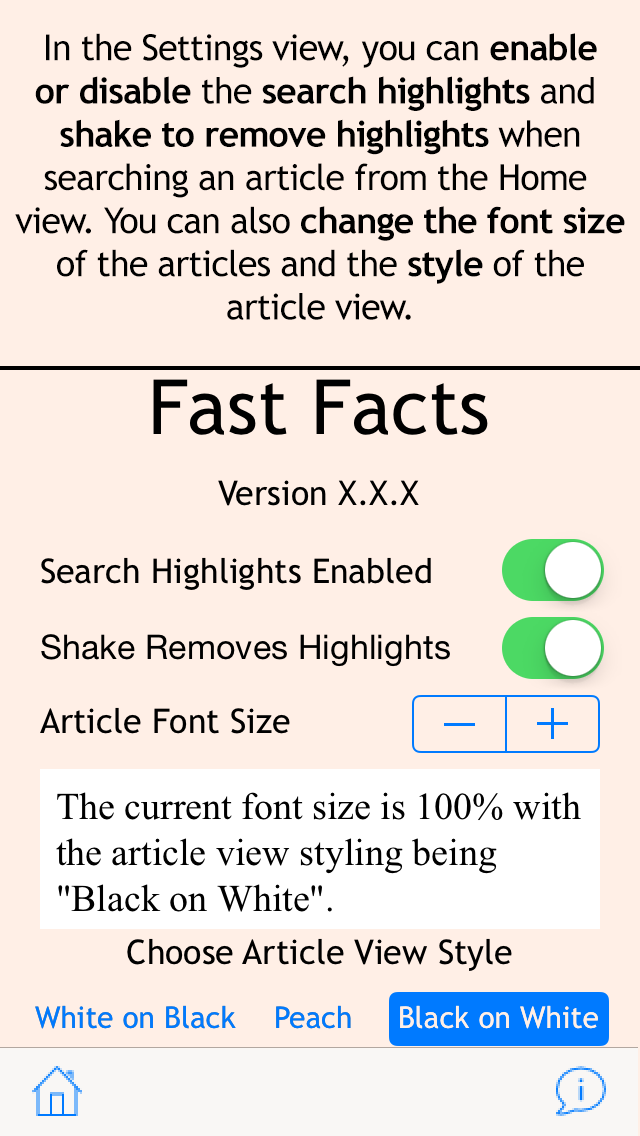 In the Settings view, you can enable
or disable the search highlights and
shake to remove highlights when
searching an article from the Home
view. You can also change the font size
of the articles and the style of the
article view.
Fast Facts
Version X.X.X
Search Highlights Enabled
Shake Removes Highlights
Article Font Size
The current font size is 100% with
the article view styling being
"Black on White".
Choose Article View Style
White on Black Peach Black on White
i